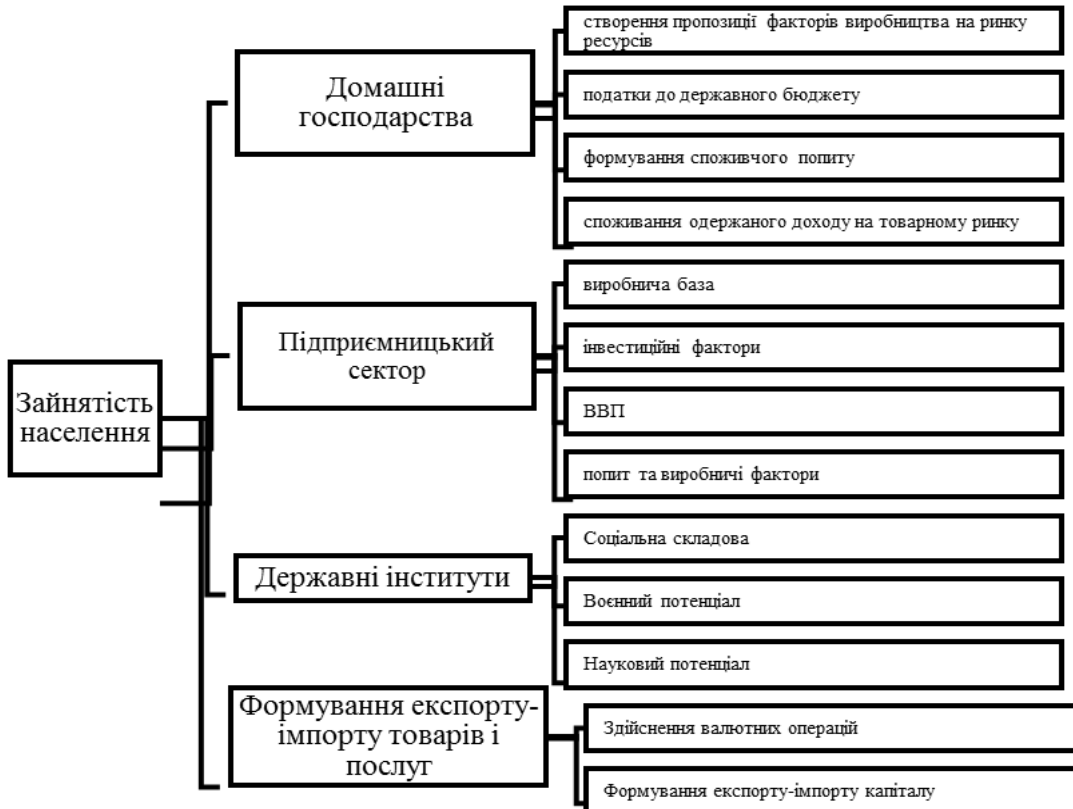 Зайнятість
населення
Домашні
господарства
створення пропозиції факторів виробництва на ринку
ресурсів
податки до державного бюджету
формування споживчого попиту
споживання одержаного доходу на товарному ринку
Підприємницький
сектор
виробнича база
інвестиційні фактори
ВВП
попит та виробничі фактори
Державні інститути
Соціальна складова
Воєнний потенціал
Науковий потенціал
Формування експорту-
імпорту товарів і
послуг
Здійснення валютних операцій
Формування експорту-імпорту капіталу